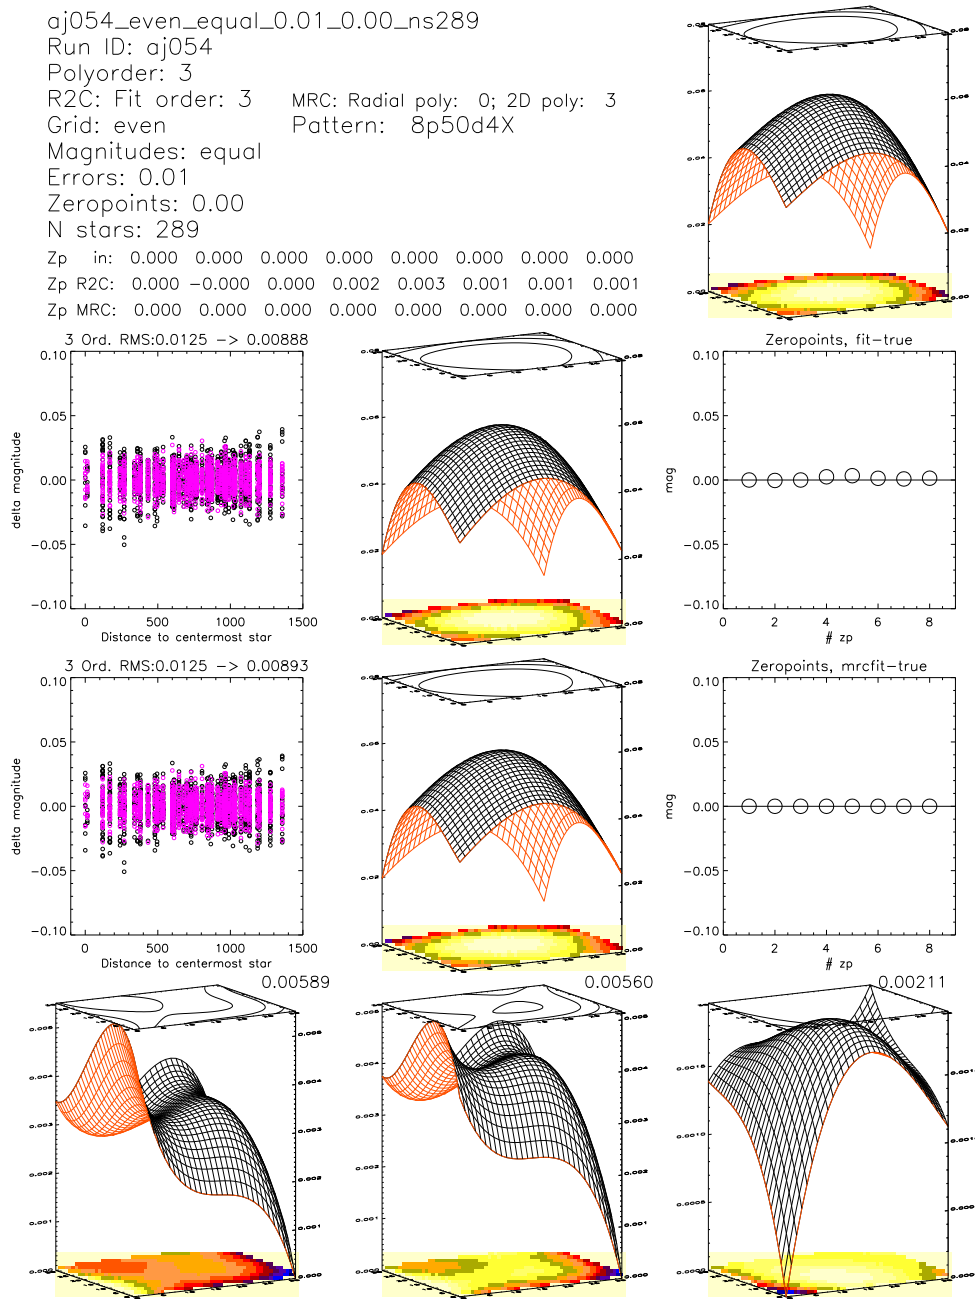 aj054_even_equal_0.01_0.00_ns289
Run ID: aj054
Polyorder: 3
R2C: Fit order: 3 MRC: Radial poly: 0; 2D poly: 3
Grid: even Pattern: 8p50d4X
Magnitudes: equal
Errors: 0.01
Zeropoints: 0.00
N stars: 289
Zp in: 0.000 0.000 0.000 0.000 0.000 0.000 0.000 0.000
Zp R2C: 0.000 -0.000 0.000 0.002 0.003 0.001 0.001 0.001
Zp MRC: 0.000 0.000 0.000 0.000 0.000 0.000 0.000 0.000
3 Ord. RMS:0.0125 -> 0.00888
0.10
0.05
0.00
-0.05
-0.10
delta magnitude
0 500 1000 1500
Distance to centermost star
Zeropoints, fit-true
0.10
0.05
0.00
-0.05
-0.10
mag
0 2 4 6 8
# zp
3 Ord. RMS:0.0125 -> 0.00893
0.10
0.05
0.00
-0.05
-0.10
delta magnitude
0 500 1000 1500
Distance to centermost star
Zeropoints, mrcfit-true
0.10
0.05
0.00
-0.05
-0.10
mag
0 2 4 6 8
# zp
0.00589
0.00560
0.00211